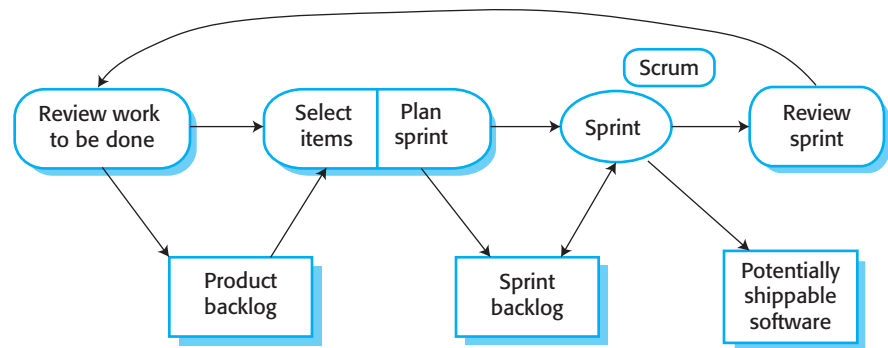 Scrum
Review work
to be done
Select
items
Plan
sprint
Sprint
Review
sprint
Product
backlog
Sprint
backlog
Potentially
shippable
software